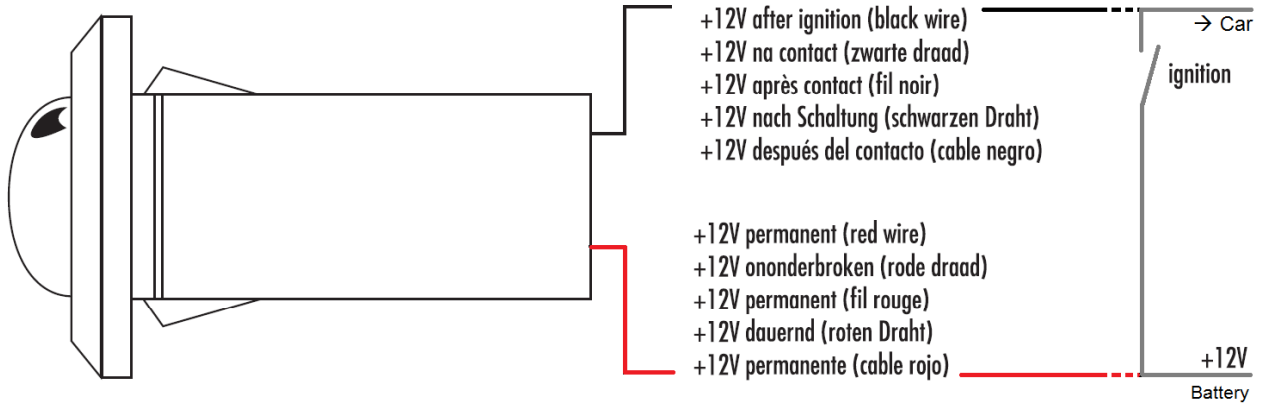 +12V after ignition (black wire)
+12V na contact (zwarte draad)
+12V après contact (fil noir)
+12V nach Schaltung (schwarzen Draht)
+12V después del contacto (cable negro)
→ Car
ignition
+12V permanent (red wire)
+12V ononderbroken (rode draad)
+12V permanent (fil rouge)
+12V dauernd (roten Draht)
+12V permanente (cable rojo)
+12V
Battery